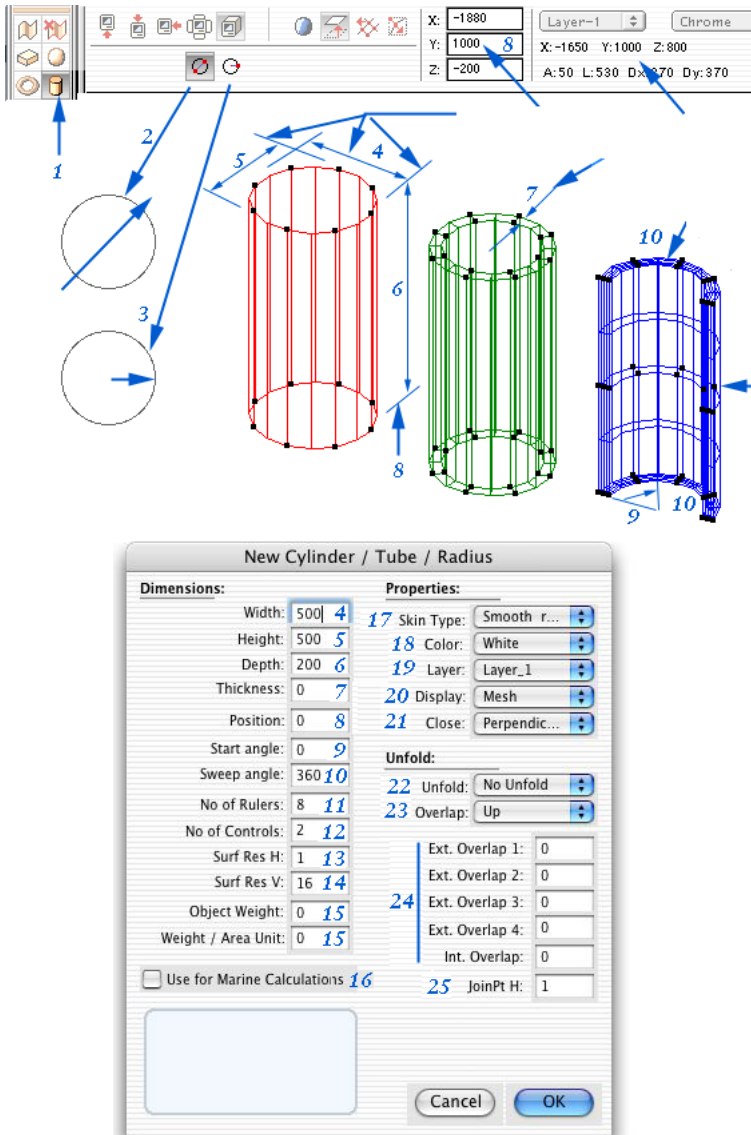 X: -1880
Y: 1000 8
Z: -200
Layer-1
Chrome
X:-1650 Y:1000 Z:800
A:50 L:530 Dx:370 Dy:370
1
2
3
4
5
6
7
8
9
10
10
New Cylinder / Tube / Radius
Dimensions:
Width: 500 4
Height: 500 5
Depth: 200 6
Thickness: 0 7
Position: 0 8
Start angle: 0 9
Sweep angle: 360 10
No of Rulers: 8 11
No of Controls: 2 12
Surf Res H: 1 13
Surf Res V: 16 14
Object Weight: 0 15
Weight / Area Unit: 0 15
Use for Marine Calculations 16
Properties:
17 Skin Type: Smooth r...
18 Color: White
19 Layer: Layer_1
20 Display: Mesh
21 Close: Perpendic...
Unfold:
22 Unfold: No Unfold
23 Overlap: Up
24
Ext. Overlap 1: 0
Ext. Overlap 2: 0
Ext. Overlap 3: 0
Ext. Overlap 4: 0
Int. Overlap: 0
25 JoinPt H: 1
Cancel
OK